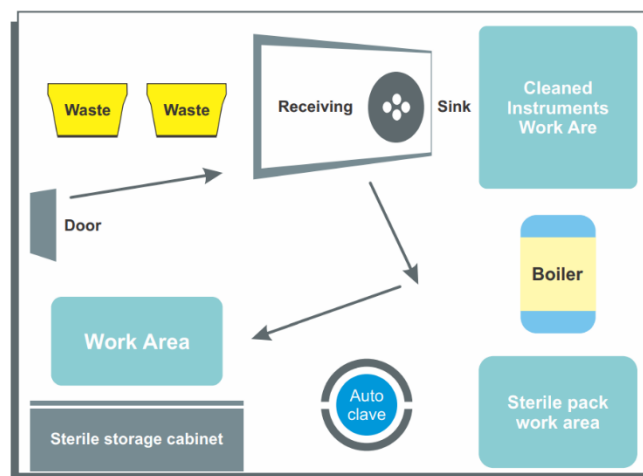 Waste
Waste
Receiving
Sink
Cleaned
Instruments
Work Are
Door
Boiler
Work Area
Auto
clave
Sterile pack
work area
Sterile storage cabinet